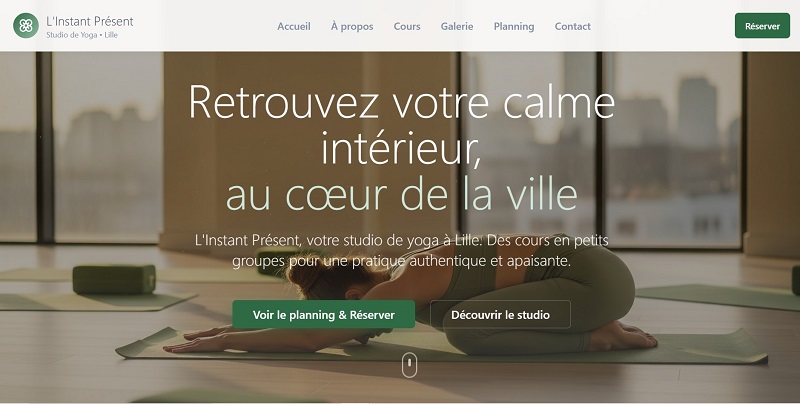 L'Instant Présent
Studio de Yoga • Lille
Accueil
À propos
Cours
Galerie
Planning
Contact
Réserver
Retrouvez votre calme
intérieur,
au cœur de la ville
L'Instant Présent, votre studio de yoga à Lille. Des cours en petits
groupes pour une pratique authentique et apaisante.
Voir le planning & Réserver
Découvrir le studio